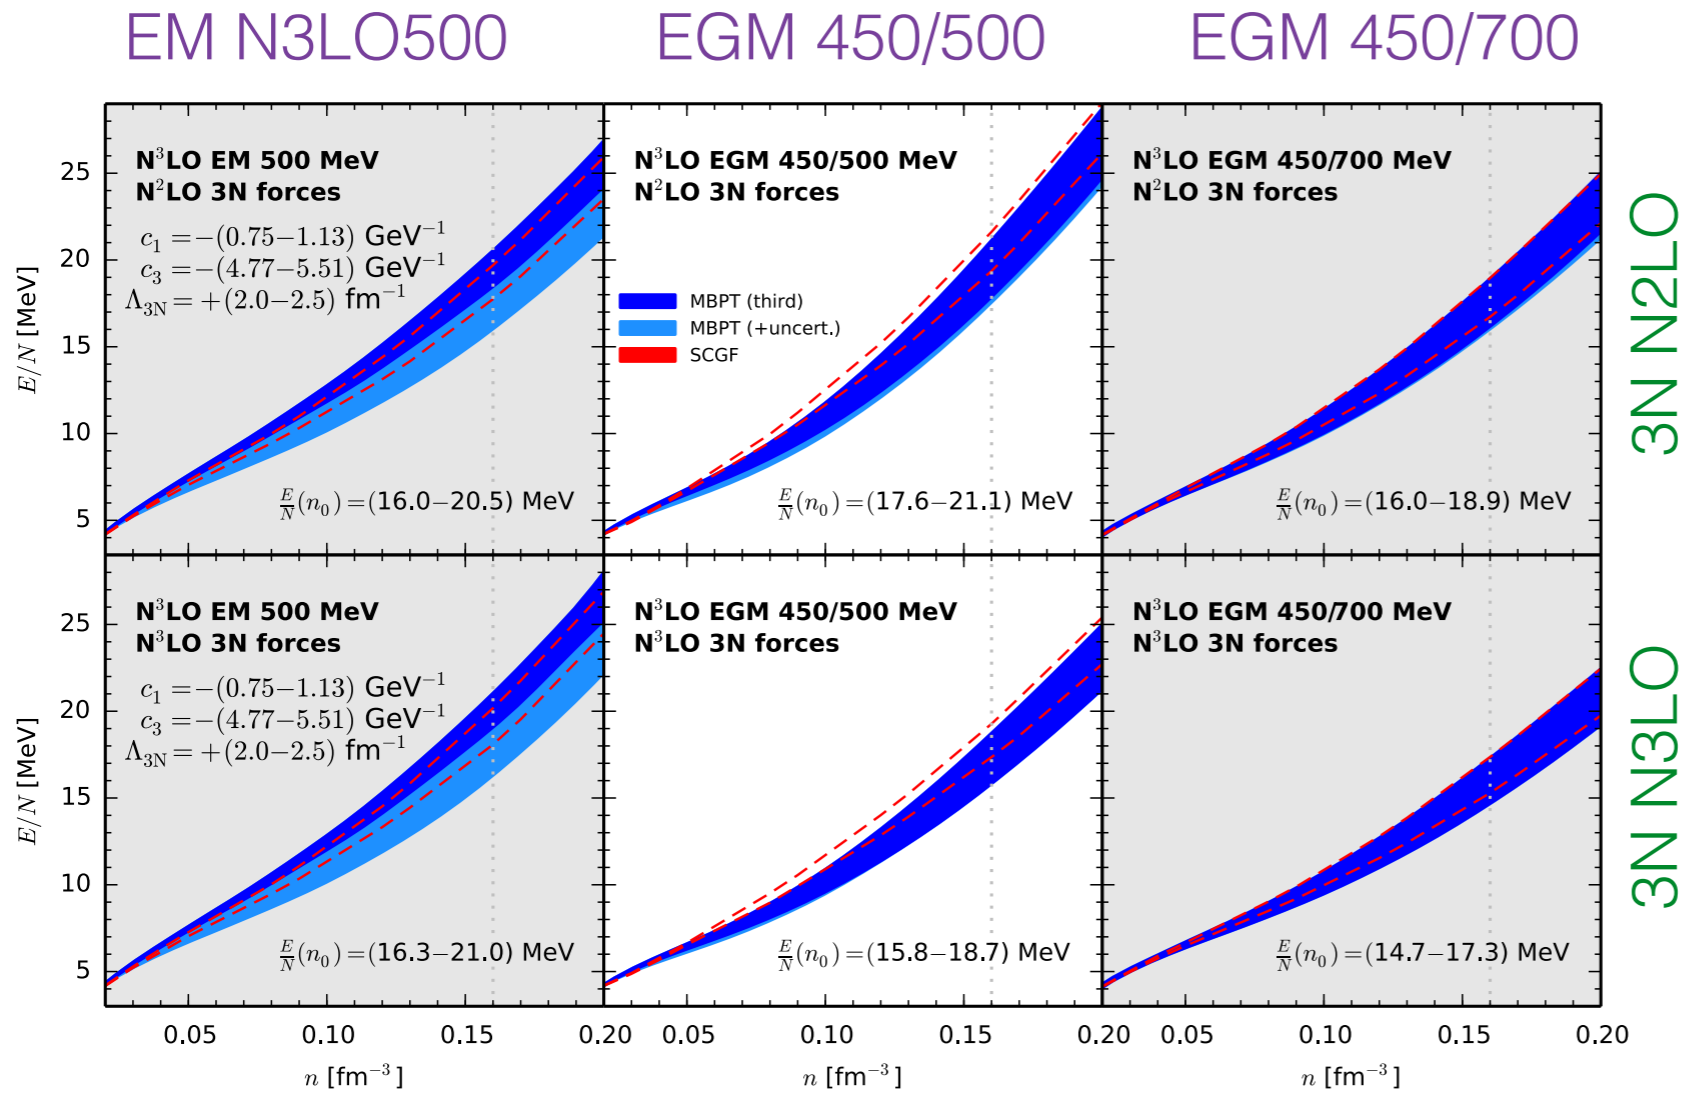 EM N3LO500
EGM 450/500
EGM 450/700
N³LO EM 500 MeV
N²LO 3N forces
c₁ =−(0.75−1.13) GeV⁻¹
c₃ =−(4.77−5.51) GeV⁻¹
Λ₃N = +(2.0−2.5) fm⁻¹
E/N (n₀) =(16.0−20.5) MeV
N³LO EGM 450/500 MeV
N²LO 3N forces
MBPT (third)
MBPT (+uncert.)
SCGF
E/N (n₀) =(17.6−21.1) MeV
N³LO EGM 450/700 MeV
N²LO 3N forces
E/N (n₀) =(16.0−18.9) MeV
3N N2LO
E/N [MeV]
25
20
15
10
5
N³LO EM 500 MeV
N³LO 3N forces
c₁ =−(0.75−1.13) GeV⁻¹
c₃ =−(4.77−5.51) GeV⁻¹
Λ₃N = +(2.0−2.5) fm⁻¹
E/N (n₀) =(16.3−21.0) MeV
N³LO EGM 450/500 MeV
N³LO 3N forces
E/N (n₀) =(15.8−18.7) MeV
N³LO EGM 450/700 MeV
N³LO 3N forces
E/N (n₀) =(14.7−17.3) MeV
3N N3LO
E/N [MeV]
25
20
15
10
5
0.05 0.10 0.15 0.20 0.05 0.10 0.15 0.20 0.05 0.10 0.15 0.20
n [fm⁻³]
n [fm⁻³]
n [fm⁻³]